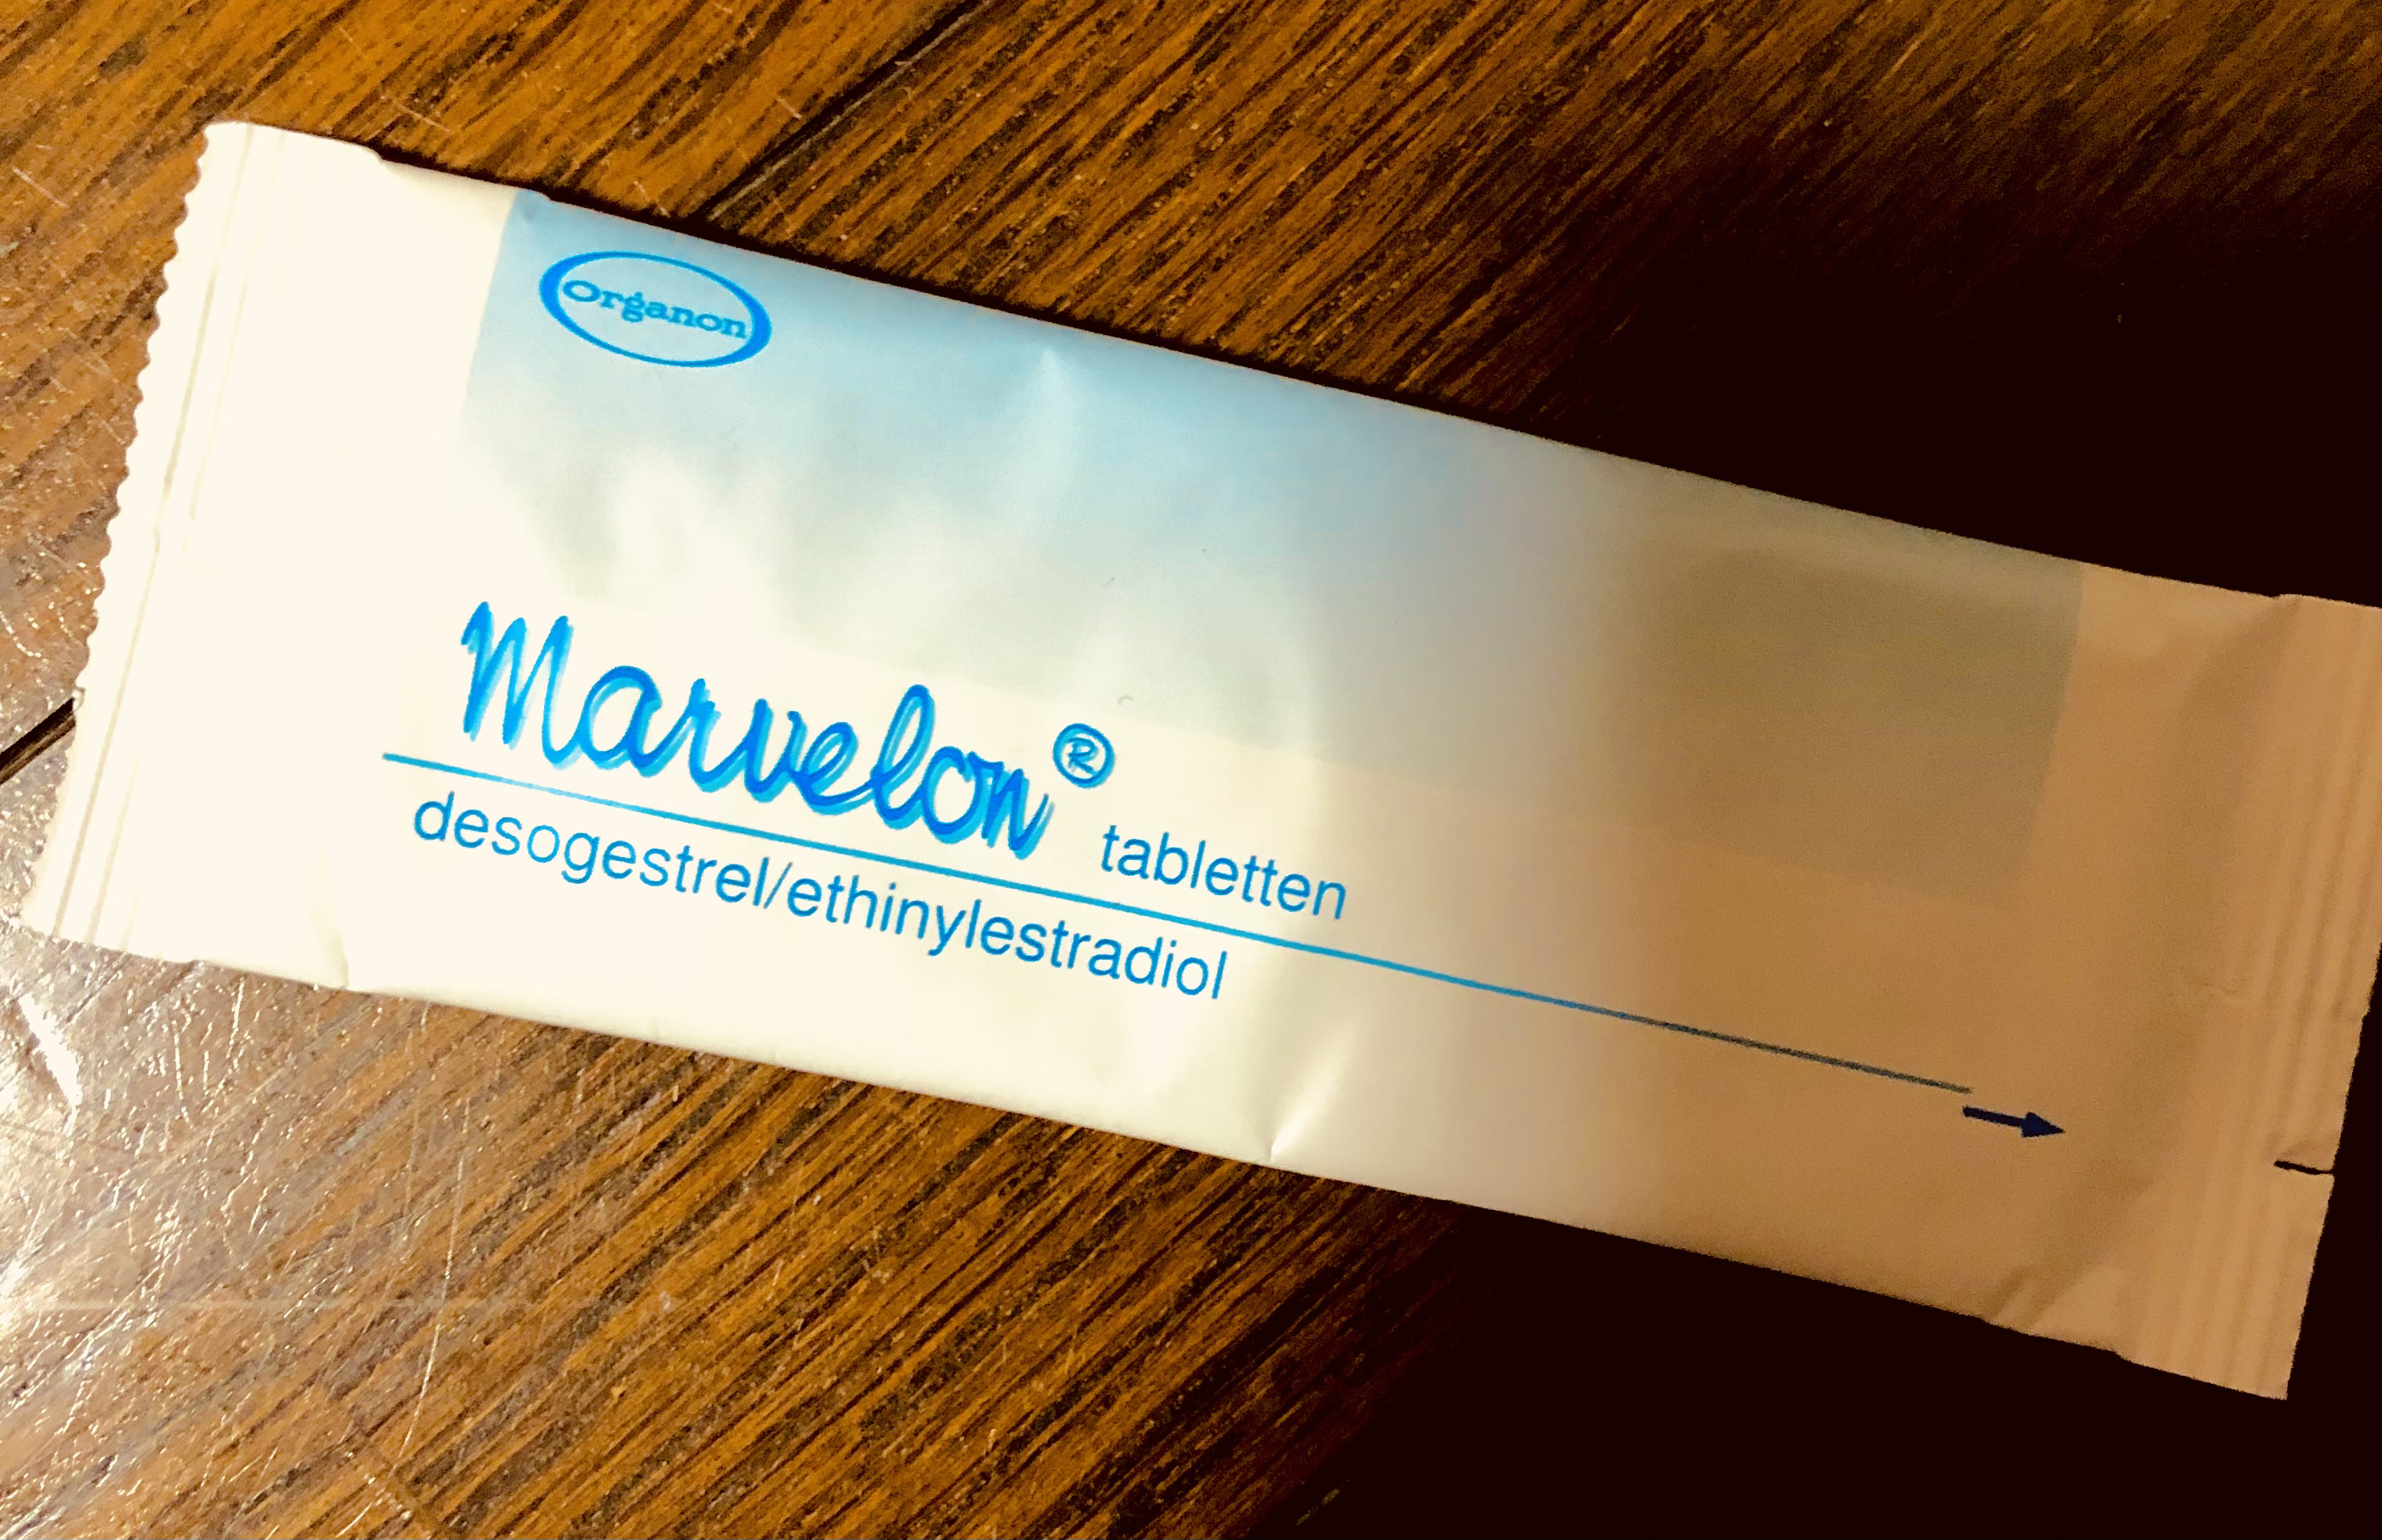 Organon
Marvelon® tabletten
desogestrel/ethinylestradiol